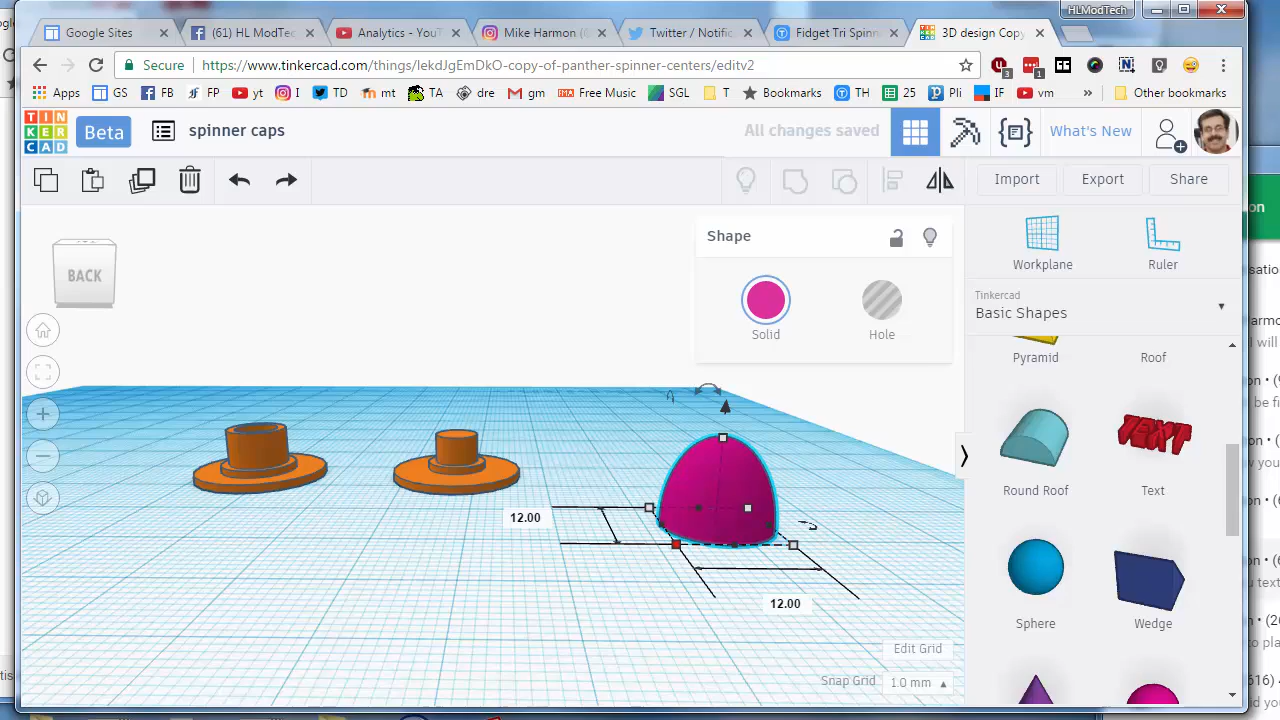 HLModTech
Google Sites
(62) HL ModTec
Analytics - YouT
Mike Harmon (
Twitter / Notific
Fidget Tri Spinn
3D design Copy
Secure
https://www.tinkercad.com/things/lekdJgEmDkO-copy-of-panther-spinner-centers/editv2
3
1
Apps
GS
FB
FP
yt
I
TD
mt
TA
dre
gm
Free Music
SGL
T
Bookmarks
TH
25
Pli
IF
vm
»
Other bookmarks
TIN
KER
CAD
Beta
spinner caps
All changes saved
What's New
Import
Export
Share
BACK
Shape
Solid
Hole
Workplane
Ruler
Tinkercad
Basic Shapes
Pyramid
Roof
Round Roof
TEXT
Text
Sphere
Wedge
12.00
12.00
Edit Grid
Snap Grid
1.0 mm